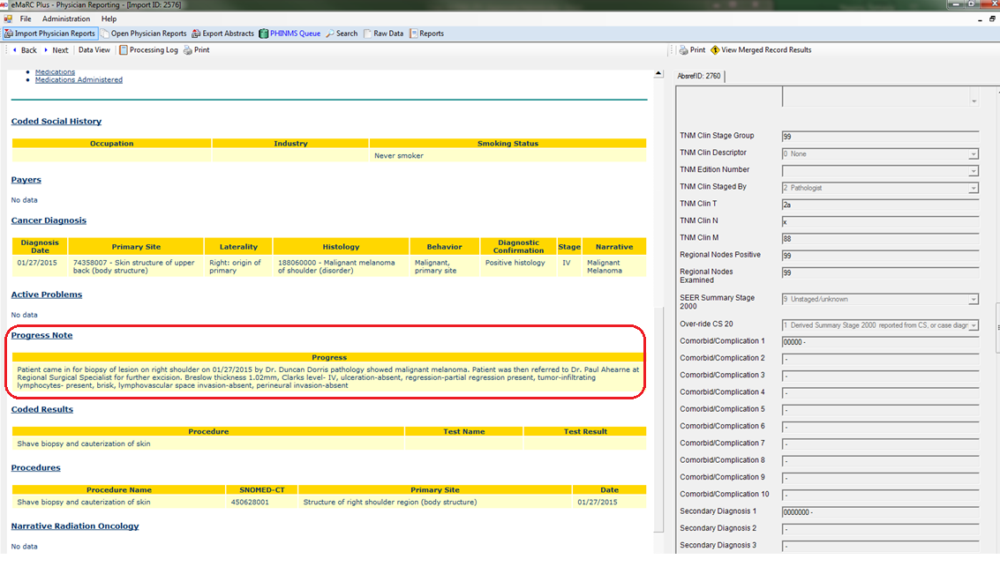 eMaRC Plus - Physician Reporting - [Import ID: 2576]
File Administration Help
Import Physician Reports Open Physician Reports Export Abstracts PHINMS Queue Search Raw Data Reports
Back Next Data View Processing Log Print
Print View Merged Record Results
Medications
Medications Administered
Coded Social History
Occupation Industry Smoking Status
Never smoker
Payers
No data
Cancer Diagnosis
Diagnosis Date Primary Site Laterality Histology Behavior Diagnostic Confirmation Stage Narrative
01/27/2015 74358007 - Skin structure of upper back (body structure) Right: origin of primary 188060000 - Malignant melanoma of shoulder (disorder) Malignant, primary site Positive histology IV Malignant Melanoma
Active Problems
No data
Progress Note
Progress
Patient came in for biopsy of lesion on right shoulder on 01/27/2015 by Dr. Duncan Dorris pathology showed malignant melanoma. Patient was then referred to Dr. Paul Ahearne at
Regional Surgical Specialist for further excision. Breslow thickness 1.02mm, Clarks level- IV, ulceration-absent, regression-partial regression present, tumor-infiltrating
lymphocytes- present, brisk, lymphovascular space invasion-absent, perineural invasion-absent
Coded Results
Procedure Test Name Test Result
Shave biopsy and cauterization of skin
Procedures
Procedure Name SNOMED-CT Primary Site Date
Shave biopsy and cauterization of skin 450628001 Structure of right shoulder region (body structure) 01/27/2015
Narrative Radiation Oncology
No data
AbsrefID: 2760
TNM Clin Stage Group 99
TNM Clin Descriptor 0 None
TNM Edition Number
TNM Clin Staged By 2 Pathologist
TNM Clin T 2a
TNM Clin N x
TNM Clin M 88
Regional Nodes Positive 99
Regional Nodes Examined 99
SEER Summary Stage 2000 9 Unstaged/unknown
Over-ride CS 20 1 Derived Summary Stage 2000 reported from CS, or case diagr
Comorbid/Complication 1 00000 -
Comorbid/Complication 2 -
Comorbid/Complication 3 -
Comorbid/Complication 4 -
Comorbid/Complication 5 -
Comorbid/Complication 6 -
Comorbid/Complication 7 -
Comorbid/Complication 8 -
Comorbid/Complication 9 -
Comorbid/Complication 10 -
Secondary Diagnosis 1 0000000 -
Secondary Diagnosis 2 -
Secondary Diagnosis 3 -